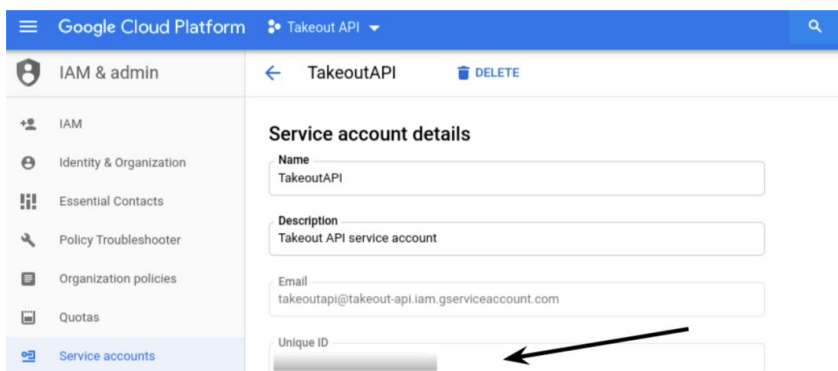 Google Cloud Platform Takeout API
IAM & admin
TakeoutAPI DELETE
IAM
Identity & Organization
Essential Contacts
Policy Troubleshooter
Organization policies
Quotas
Service accounts
Service account details
Name
TakeoutAPI
Description
Takeout API service account
Email
takeoutapi@takeout-api.iam.gserviceaccount.com
Unique ID